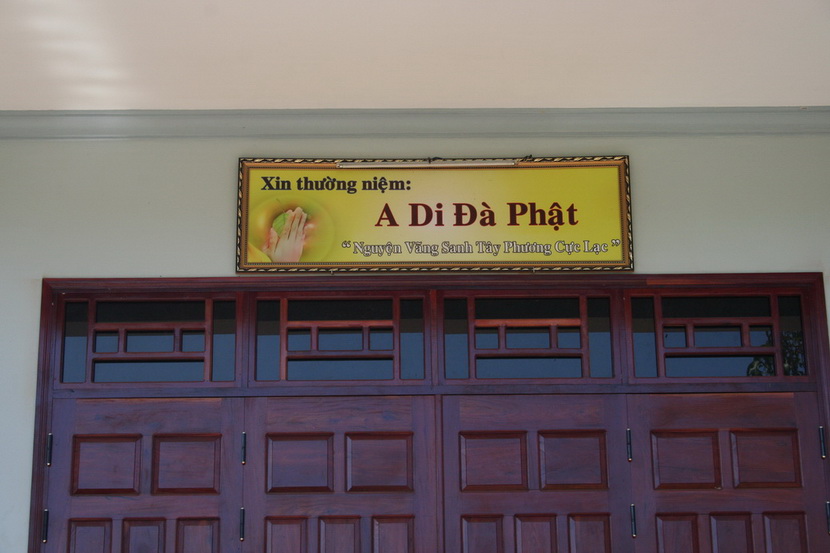 Xin thường niệm:
A Di Đà Phật
“ Nguyện Vãng Sanh Tây Phương Cực Lạc ”